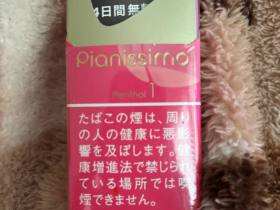 4日間無料
Pianissimo
Menthol 1
たばこの煙は、周り
の人の健康に悪影
響を及ぼします。健
康増進法で禁じられ
ている場所では喫
煙できません。